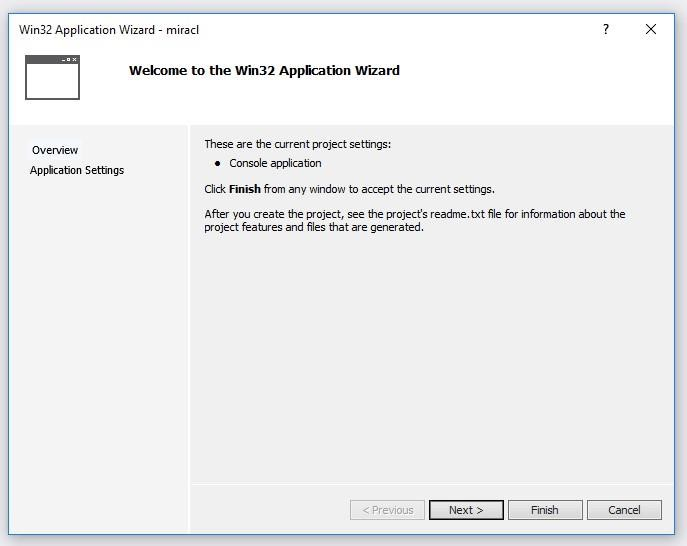 Win32 Application Wizard - miracl
?
Welcome to the Win32 Application Wizard
Overview
Application Settings
These are the current project settings:
● Console application
Click Finish from any window to accept the current settings.
After you create the project, see the project's readme.txt file for information about the
project features and files that are generated.
< Previous
Next >
Finish
Cancel